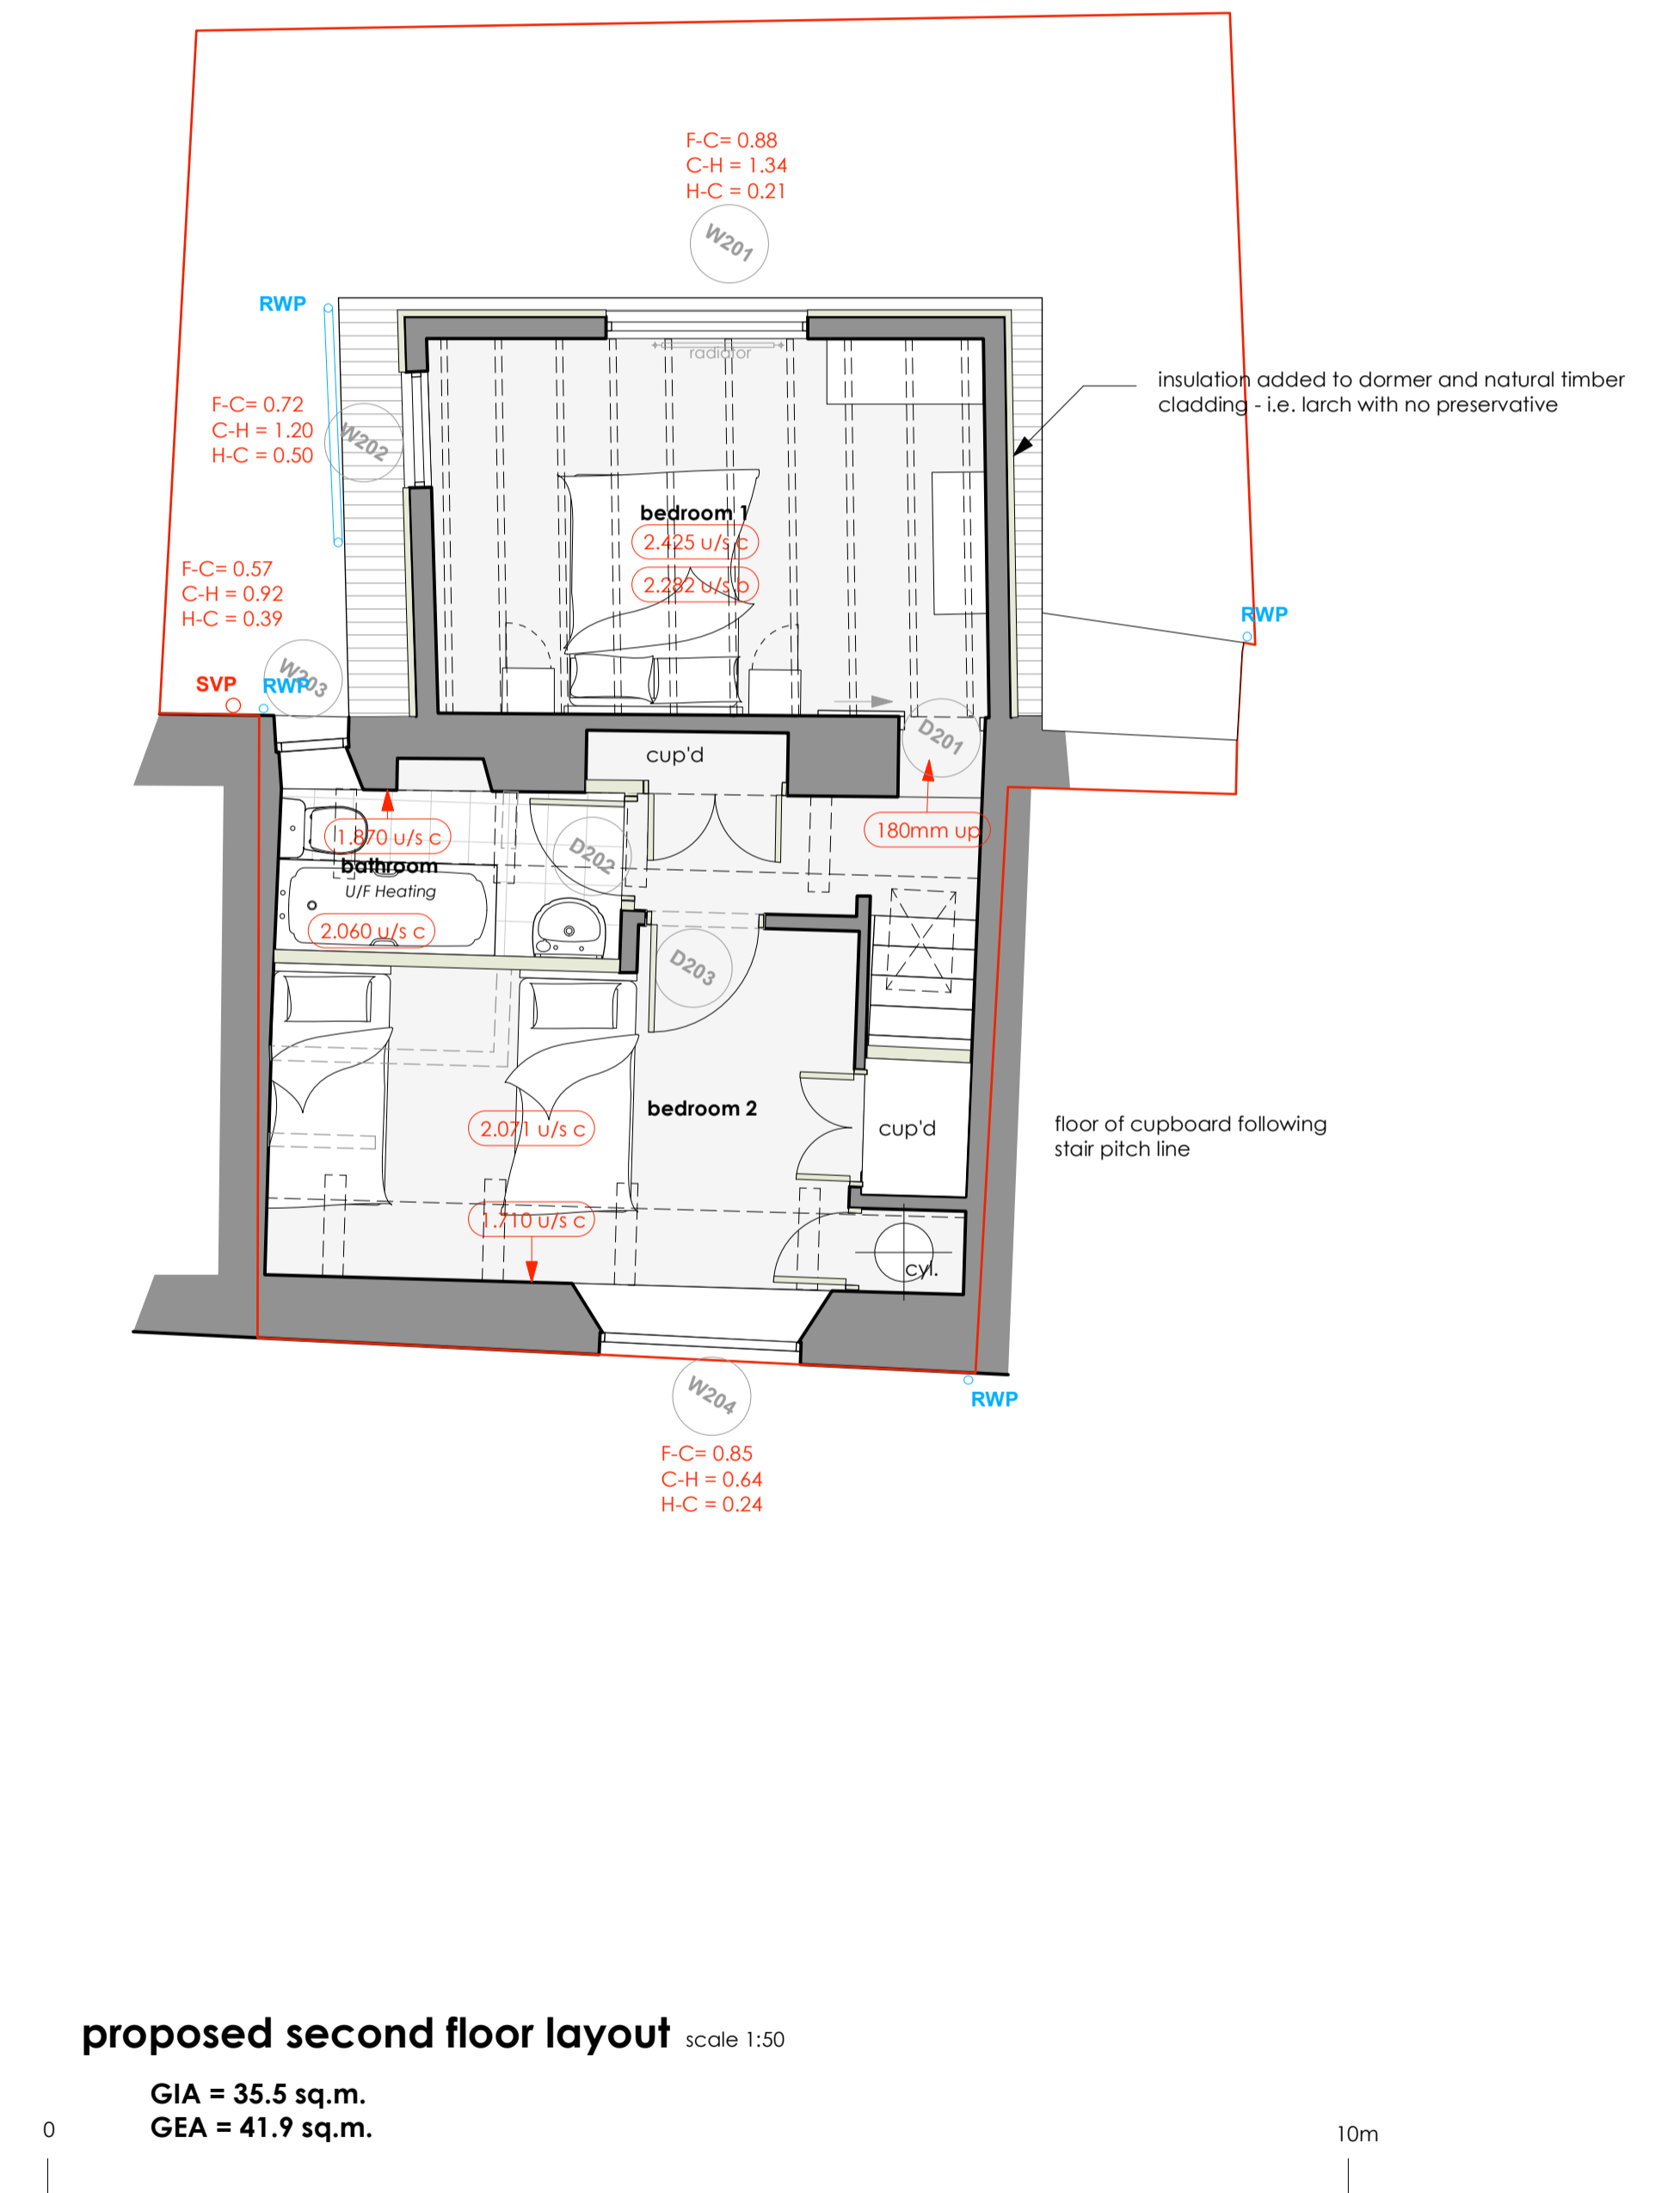 F-C= 0.88
C-H = 1.34
H-C = 0.21
W201
RWP
radiator
insulation added to dormer and natural timber
cladding - i.e. larch with no preservative
F-C= 0.72
C-H = 1.20
H-C = 0.50
W202
bedroom 1
2.425 u/s c
2.282 u/s b
F-C= 0.57
C-H = 0.92
H-C = 0.39
RWP
W203
SVP
RWP
D201
cup'd
180mm up
1.870 u/s c
bathroom
U/F Heating
2.060 u/s c
D202
D203
bedroom 2
2.071 u/s c
cup'd
floor of cupboard following
stair pitch line
1.710 u/s c
cyl.
W204
RWP
F-C= 0.85
C-H = 0.64
H-C = 0.24
proposed second floor layout scale 1:50
GIA = 35.5 sq.m.
GEA = 41.9 sq.m.
0
10m